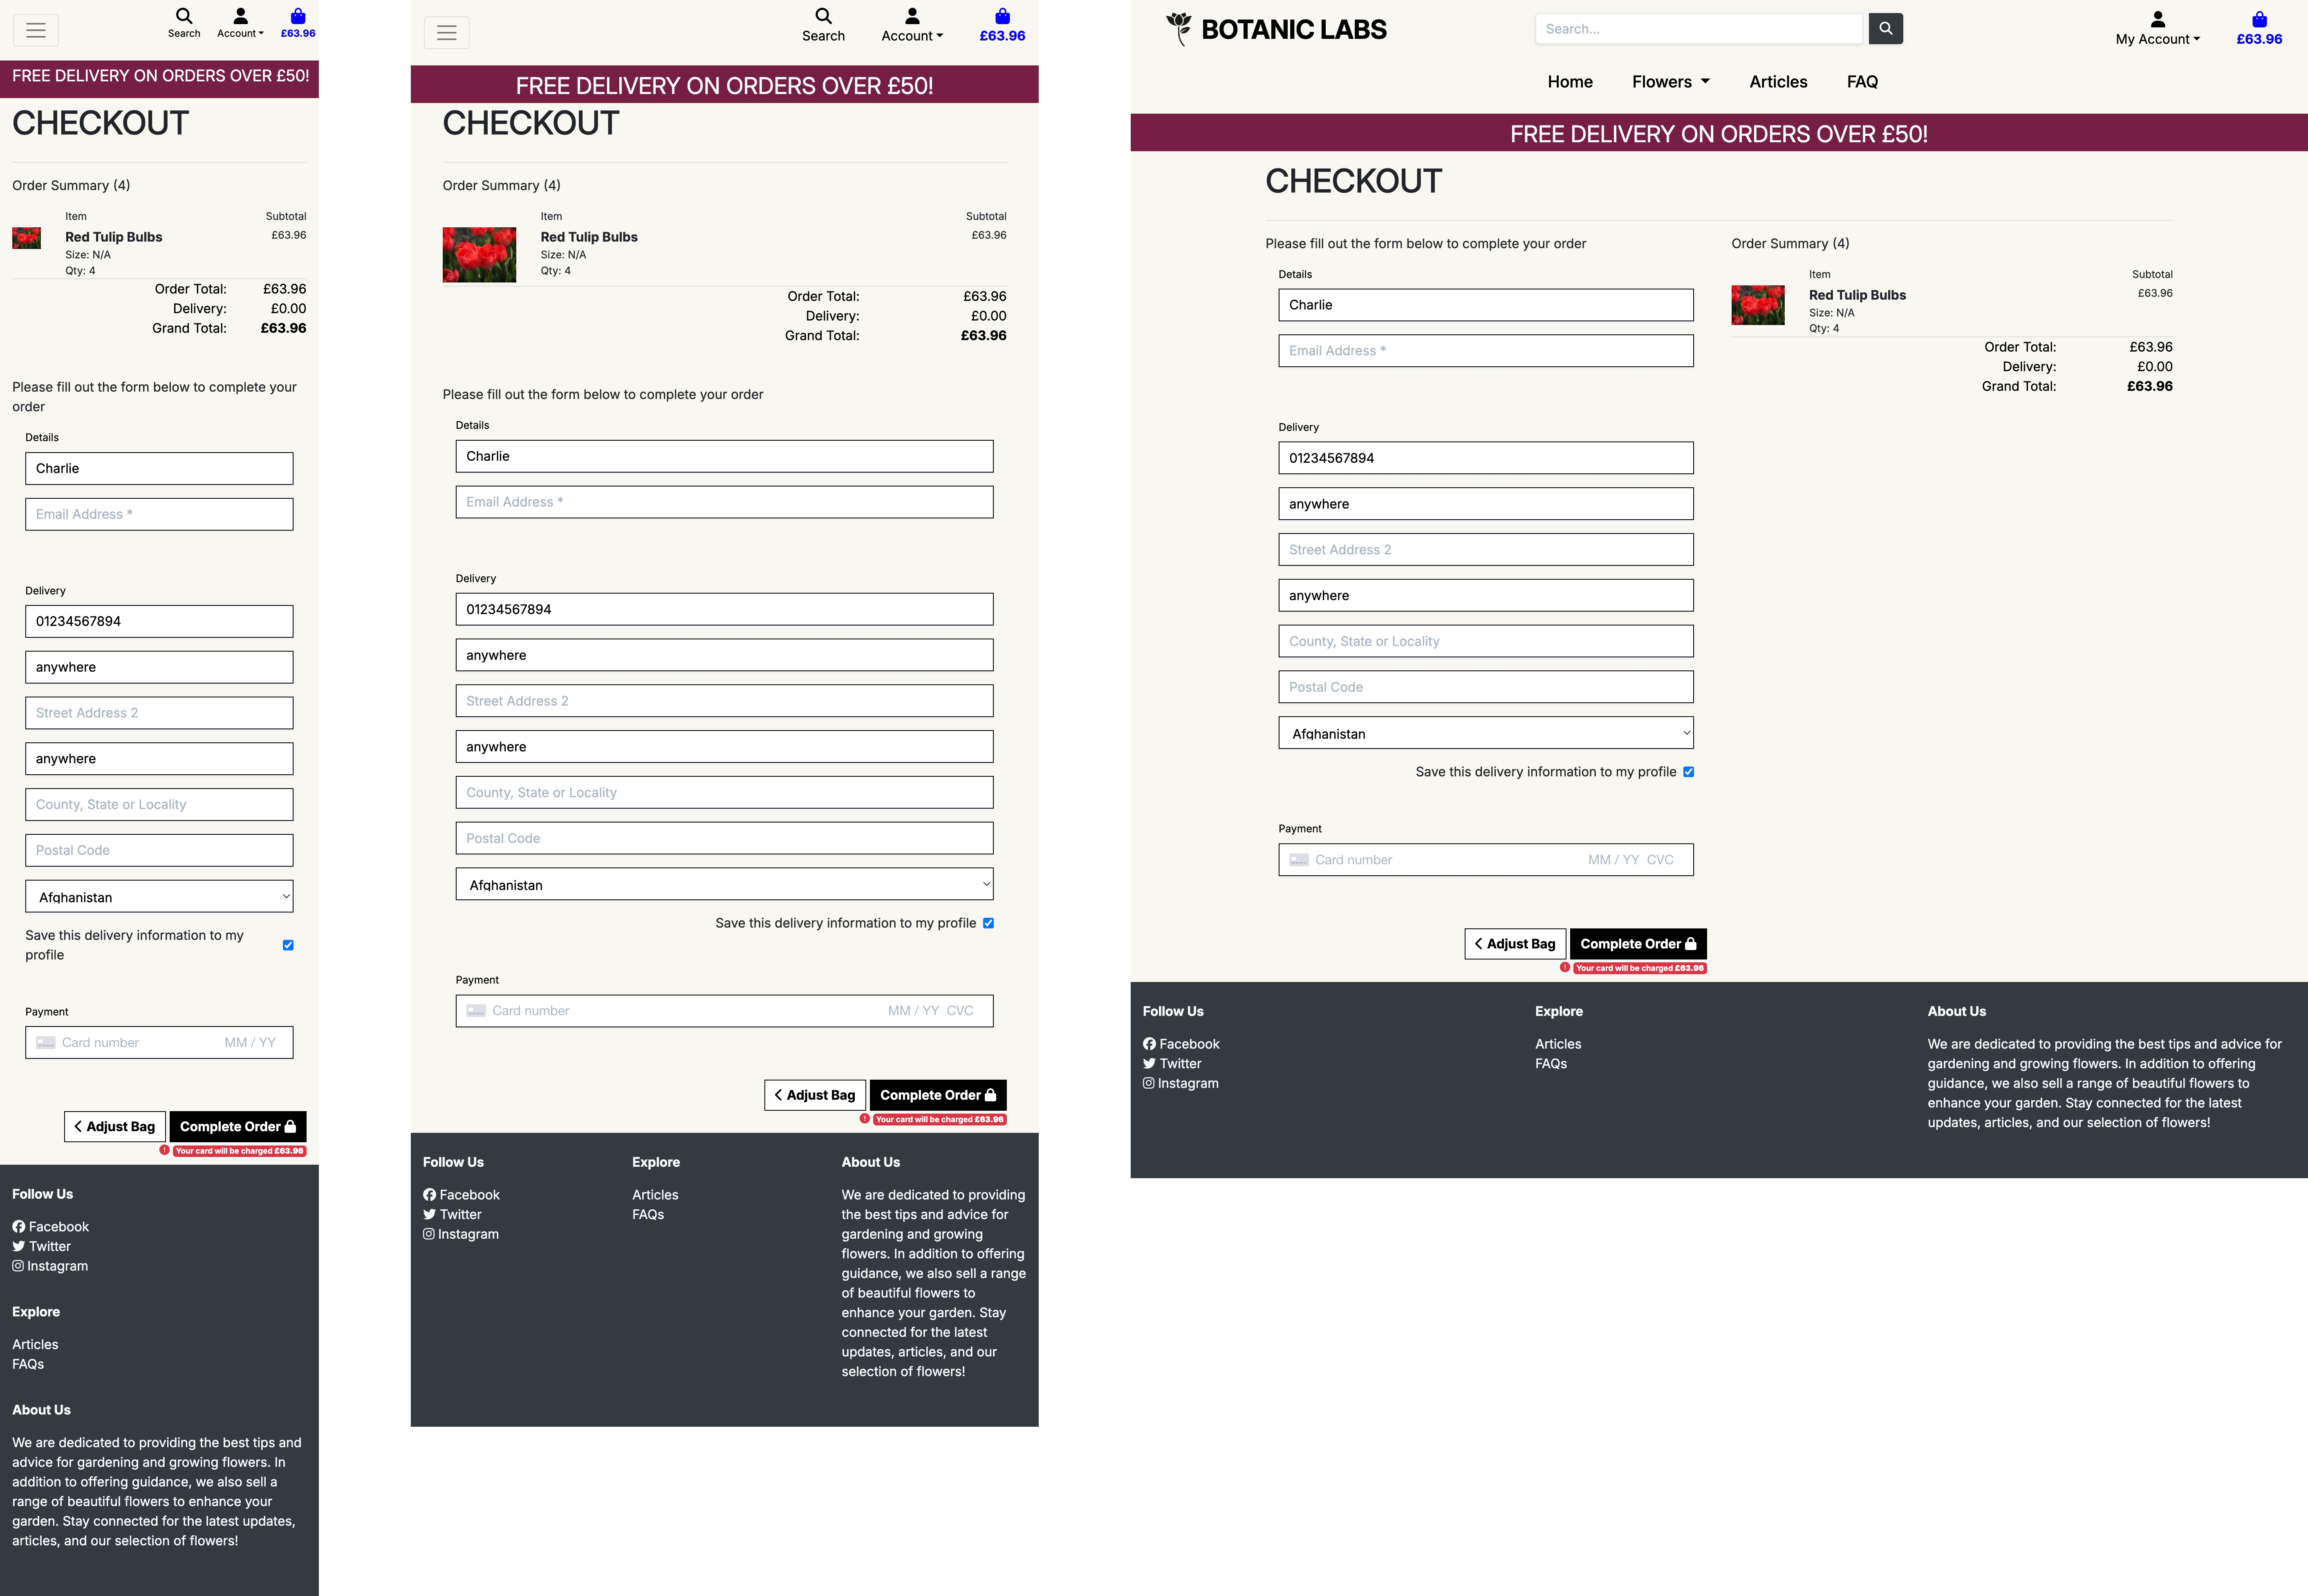 Search
Account
£63.96
FREE DELIVERY ON ORDERS OVER £50!
CHECKOUT
Order Summary (4)
Item
Subtotal
Red Tulip Bulbs
£63.96
Size: N/A
Qty: 4
Order Total:
£63.96
Delivery:
£0.00
Grand Total:
£63.96
Please fill out the form below to complete your
order
Details
Charlie
Email Address *
Delivery
01234567894
anywhere
Street Address 2
anywhere
County, State or Locality
Postal Code
Afghanistan
Save this delivery information to my
profile
Payment
Card number
MM / YY
Adjust Bag
Complete Order
Your card will be charged £63.96
Follow Us
Facebook
Twitter
Instagram
Explore
Articles
FAQs
About Us
We are dedicated to providing the best tips and
advice for gardening and growing flowers. In
addition to offering guidance, we also sell a
range of beautiful flowers to enhance your
garden. Stay connected for the latest updates,
articles, and our selection of flowers!
Search
Account
£63.96
FREE DELIVERY ON ORDERS OVER £50!
CHECKOUT
Order Summary (4)
Item
Subtotal
Red Tulip Bulbs
£63.96
Size: N/A
Qty: 4
Order Total:
£63.96
Delivery:
£0.00
Grand Total:
£63.96
Please fill out the form below to complete your order
Details
Charlie
Email Address *
Delivery
01234567894
anywhere
Street Address 2
anywhere
County, State or Locality
Postal Code
Afghanistan
Save this delivery information to my profile
Payment
Card number
MM / YY CVC
Adjust Bag
Complete Order
Your card will be charged £63.96
Follow Us
Facebook
Twitter
Instagram
Explore
Articles
FAQs
About Us
We are dedicated to providing
the best tips and advice for
gardening and growing
flowers. In addition to offering
guidance, we also sell a range
of beautiful flowers to
enhance your garden. Stay
connected for the latest
updates, articles, and our
selection of flowers!
BOTANIC LABS
Search...
My Account
£63.96
Home
Flowers
Articles
FAQ
FREE DELIVERY ON ORDERS OVER £50!
CHECKOUT
Please fill out the form below to complete your order
Details
Charlie
Email Address *
Delivery
01234567894
anywhere
Street Address 2
anywhere
County, State or Locality
Postal Code
Afghanistan
Save this delivery information to my profile
Payment
Card number
MM / YY CVC
Adjust Bag
Complete Order
Your card will be charged £63.96
Order Summary (4)
Item
Subtotal
Red Tulip Bulbs
£63.96
Size: N/A
Qty: 4
Order Total:
£63.96
Delivery:
£0.00
Grand Total:
£63.96
Follow Us
Facebook
Twitter
Instagram
Explore
Articles
FAQs
About Us
We are dedicated to providing the best tips and advice for
gardening and growing flowers. In addition to offering
guidance, we also sell a range of beautiful flowers to
enhance your garden. Stay connected for the latest
updates, articles, and our selection of flowers!